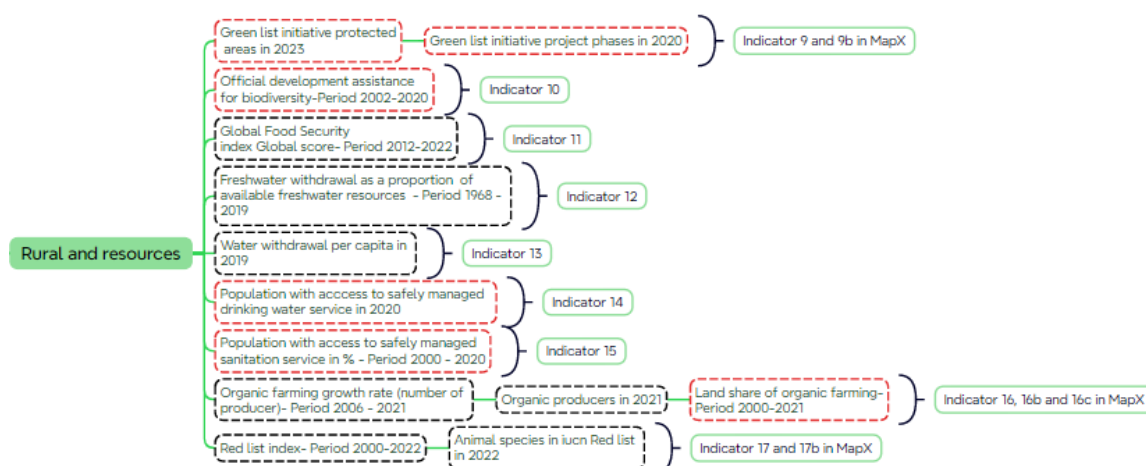 Green list initiative protected
areas in 2023
Green list initiative project phases in 2020
Indicator 9 and 9b in MapX
Official development assistance
for biodiversity-Period 2002-2020
Indicator 10
Global Food Security
index Global score- Period 2012-2022
Indicator 11
Freshwater withdrawal as a proportion of
available freshwater resources - Period 1968 -
2019
Indicator 12
Rural and resources
Water withdrawal per capita in
2019
Indicator 13
Population with acccess to safely managed
drinking water service in 2020
Indicator 14
Population with access to safely managed
sanitation service in % - Period 2000 - 2020
Indicator 15
Organic farming growth rate (number of
producer)- Period 2006 - 2021
Organic producers in 2021
Land share of organic farming-
Period 2000-2021
Indicator 16, 16b and 16c in MapX
Red list index- Period 2000-2022
Animal species in iucn Red list
in 2022
Indicator 17 and 17b in MapX